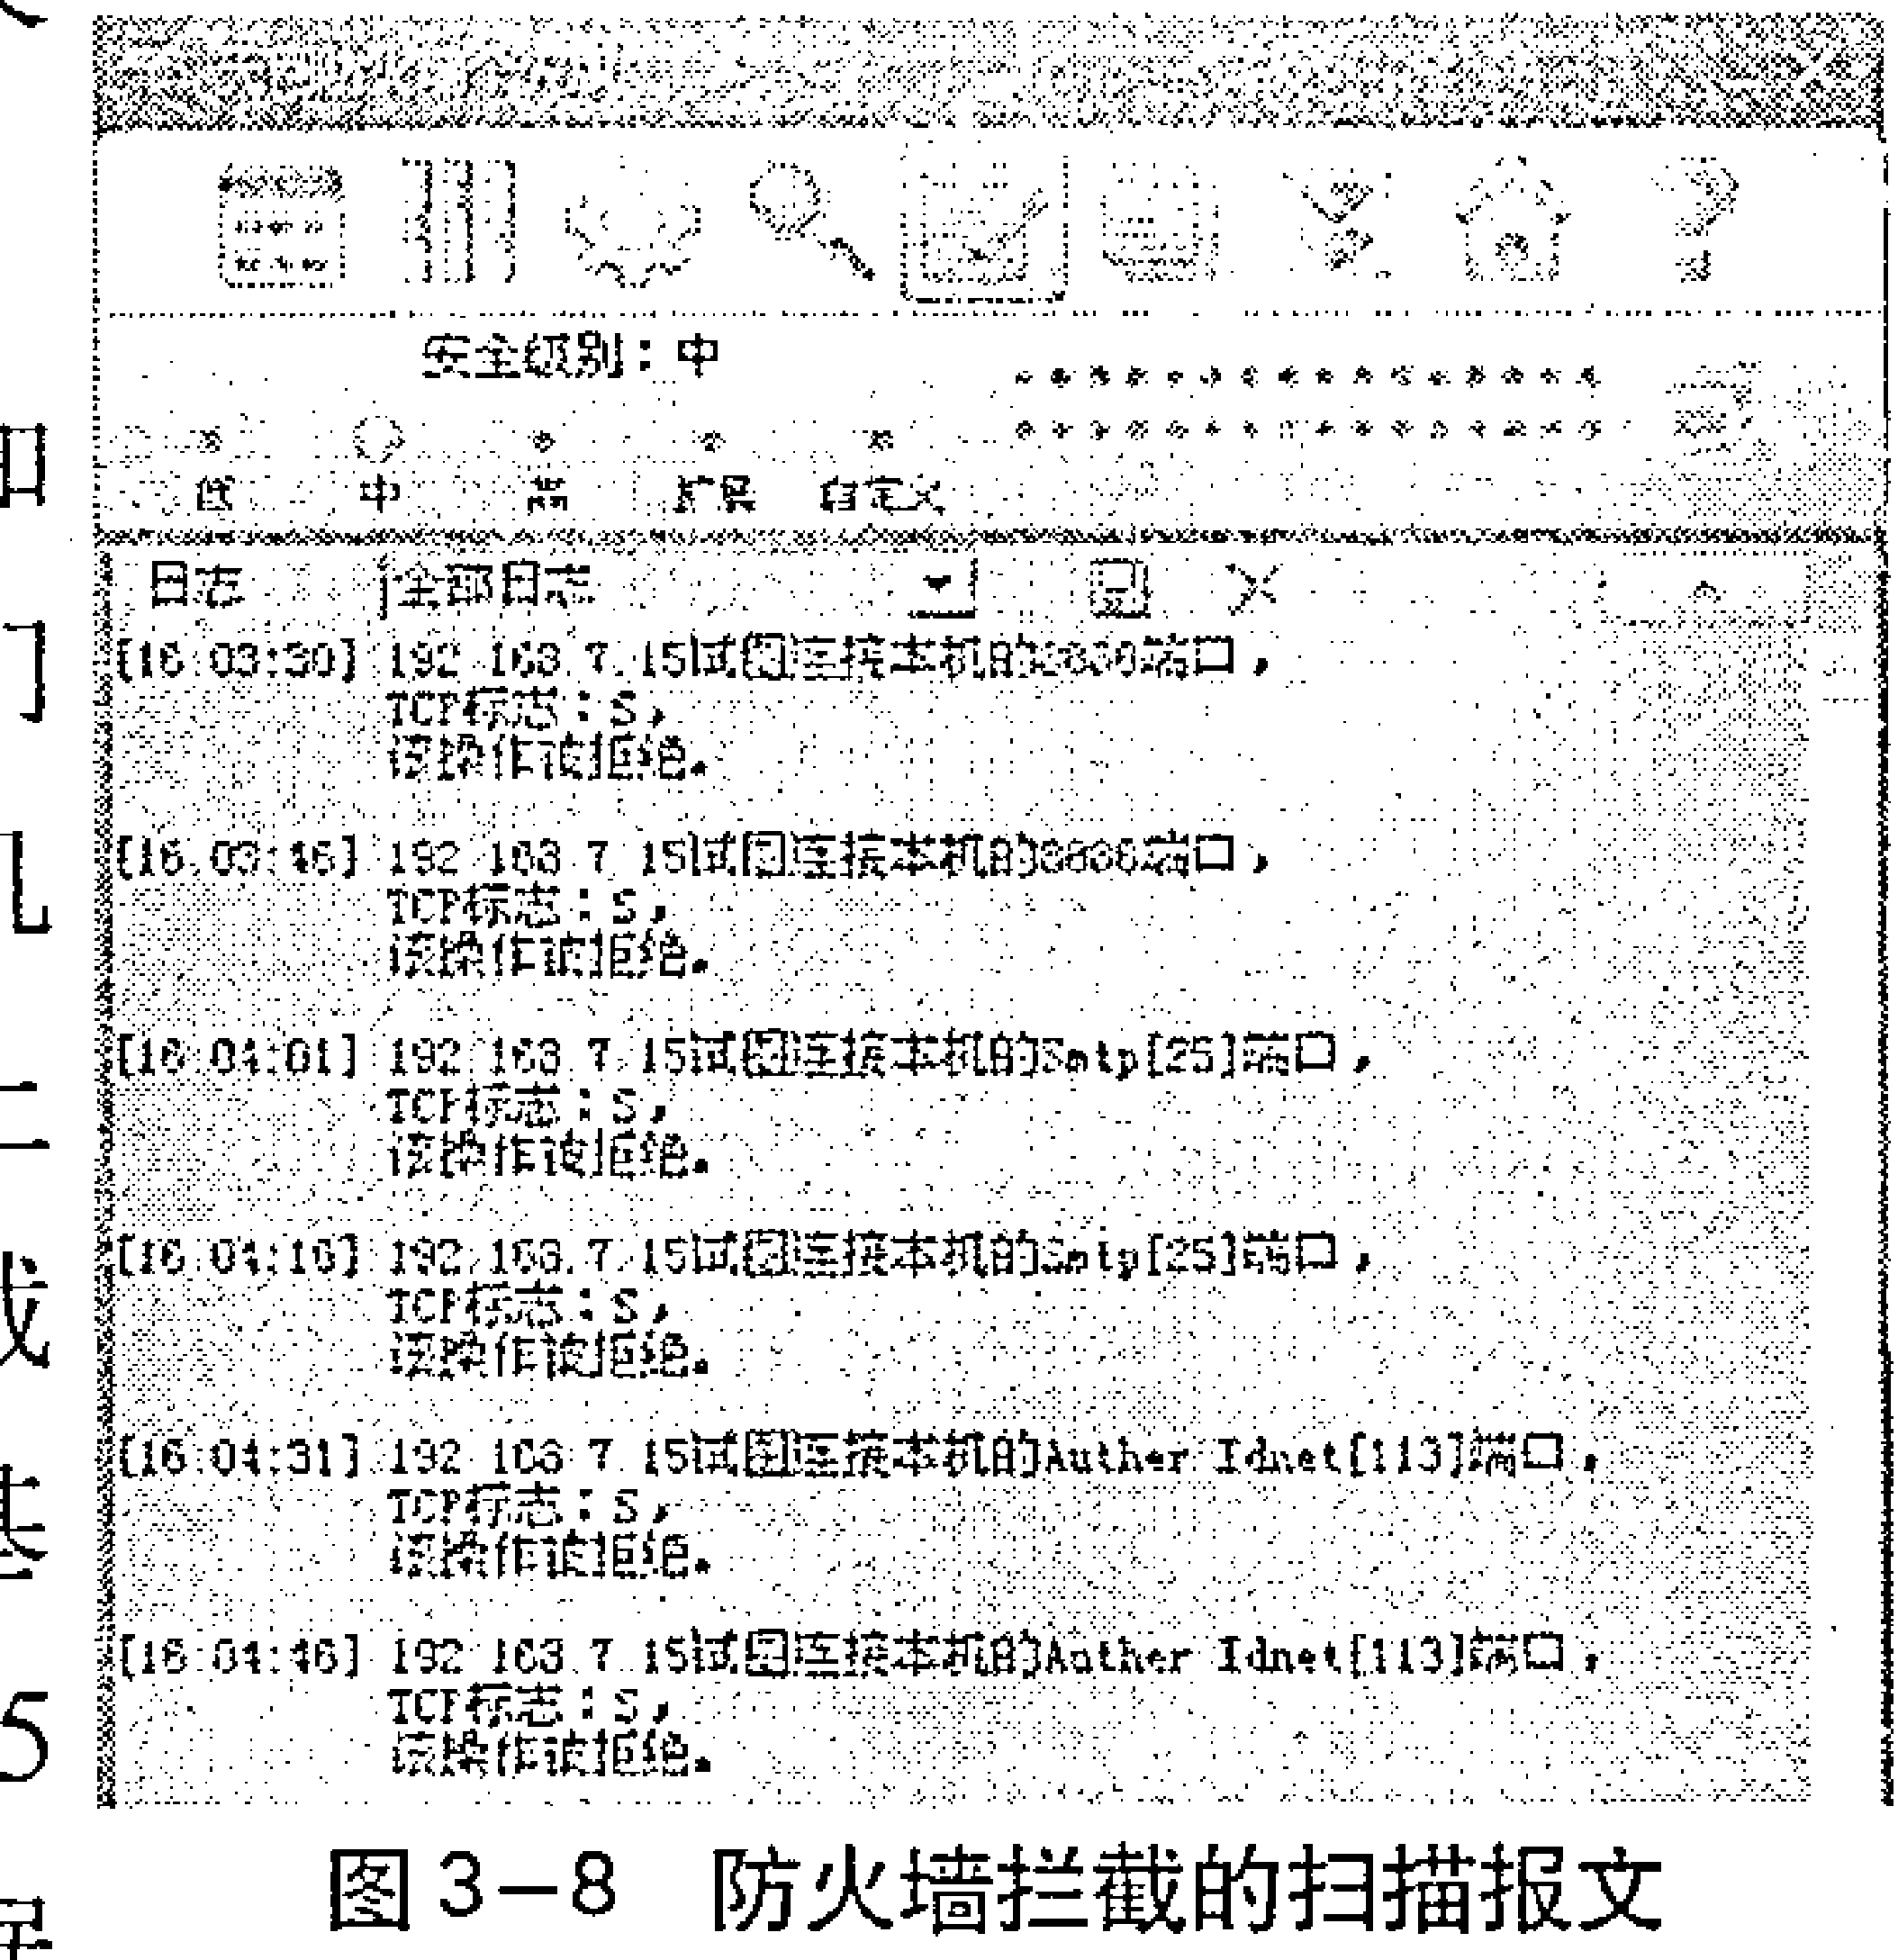 安全级别：中
低 中 高 扩展 自定义
日志 全部日志
[16:03:30] 192.168.7.15试图连接本机的端口，
TCP标志：S，
该操作被拒绝。
[16:03:46] 192.168.7.15试图连接本机的端口，
TCP标志：S，
该操作被拒绝。
[16:04:01] 192.168.7.15试图连接本机的Smtp[25]端口，
TCP标志：S，
该操作被拒绝。
[16:04:16] 192.168.7.15试图连接本机的Smtp[25]端口，
TCP标志：S，
该操作被拒绝。
[16:04:31] 192.168.7.15试图连接本机的Auther Idnet[113]端口，
TCP标志：S，
该操作被拒绝。
[16:04:46] 192.168.7.15试图连接本机的Auther Idnet[113]端口，
TCP标志：S，
该操作被拒绝。
图3-8 防火墙拦截的扫描报文